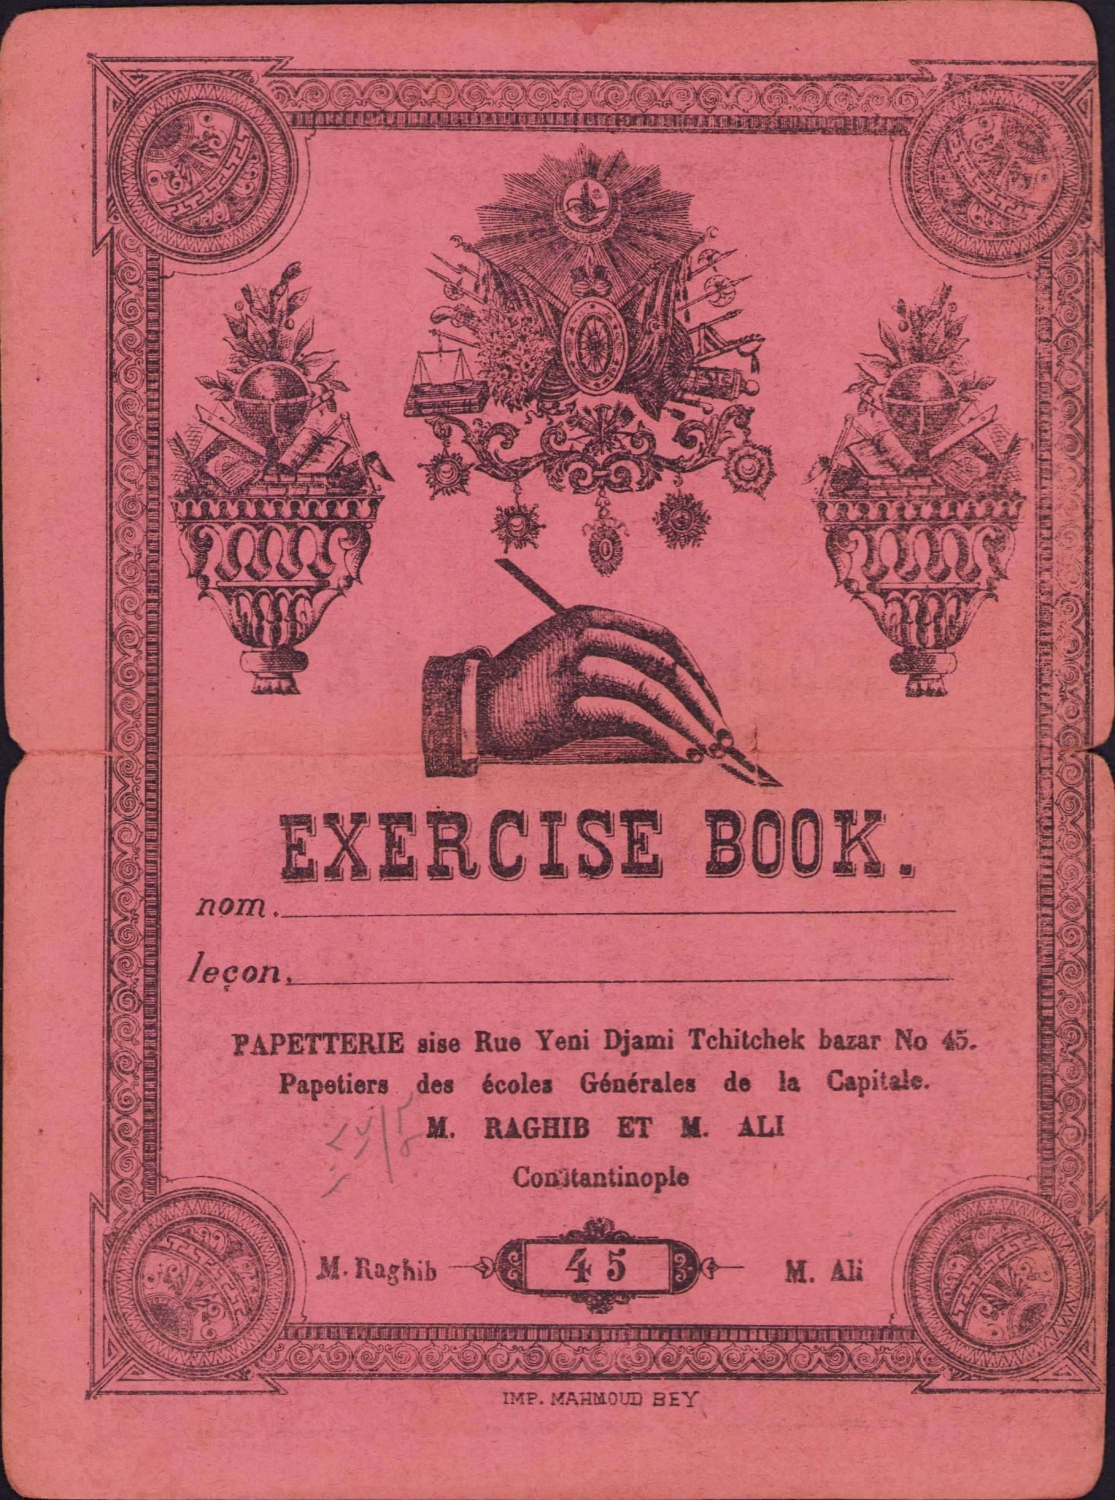 EXERCISE BOOK.
nom.
leçon.
PAPETTERIE sise Rue Yeni Djami Tchitchek bazar No 45.
Papetiers des écoles Générales de la Capitale.
M. RAGHIB ET M. ALI
Constantinople
M. Raghib 45 M. Ali
IMP. MAHMOUD BEY